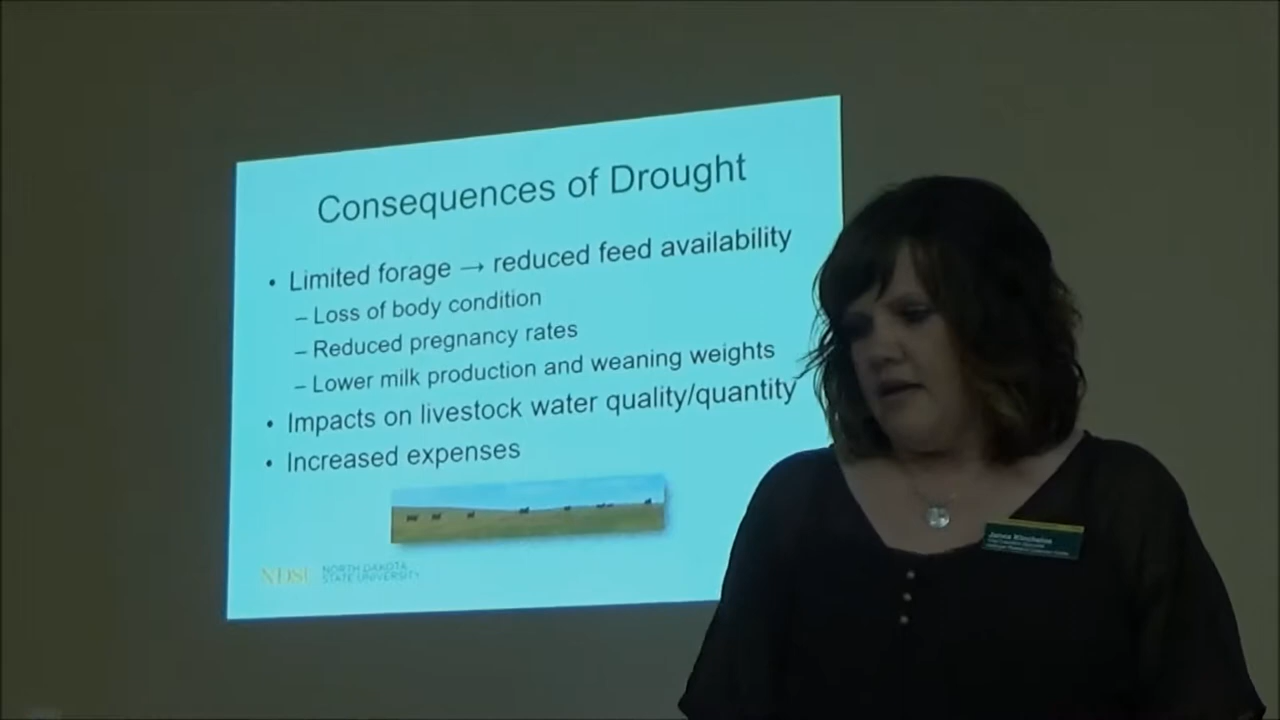 Consequences of Drought
• Limited forage → reduced feed availability
– Loss of body condition
– Reduced pregnancy rates
– Lower milk production and weaning weights
• Impacts on livestock water quality/quantity
• Increased expenses
NDSU NORTH DAKOTA
STATE UNIVERSITY